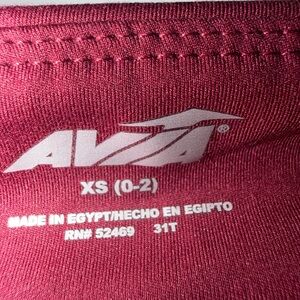 AVIA®
XS (0-2)
MADE IN EGYPT/HECHO EN EGIPTO
RN# 52469 31T